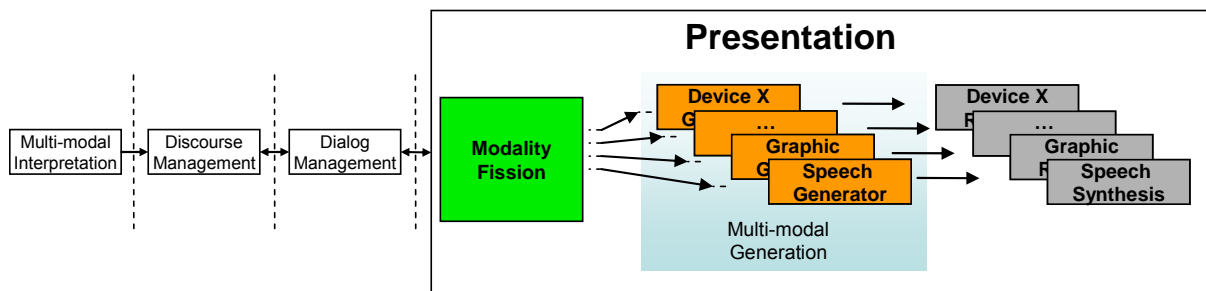 Presentation
Multi-modal
Interpretation
Discourse
Management
Dialog
Management
Modality
Fission
Device X
G
...
Graphic
G
Speech
Generator
Multi-modal
Generation
Device X
R
...
Graphic
R
Speech
Synthesis